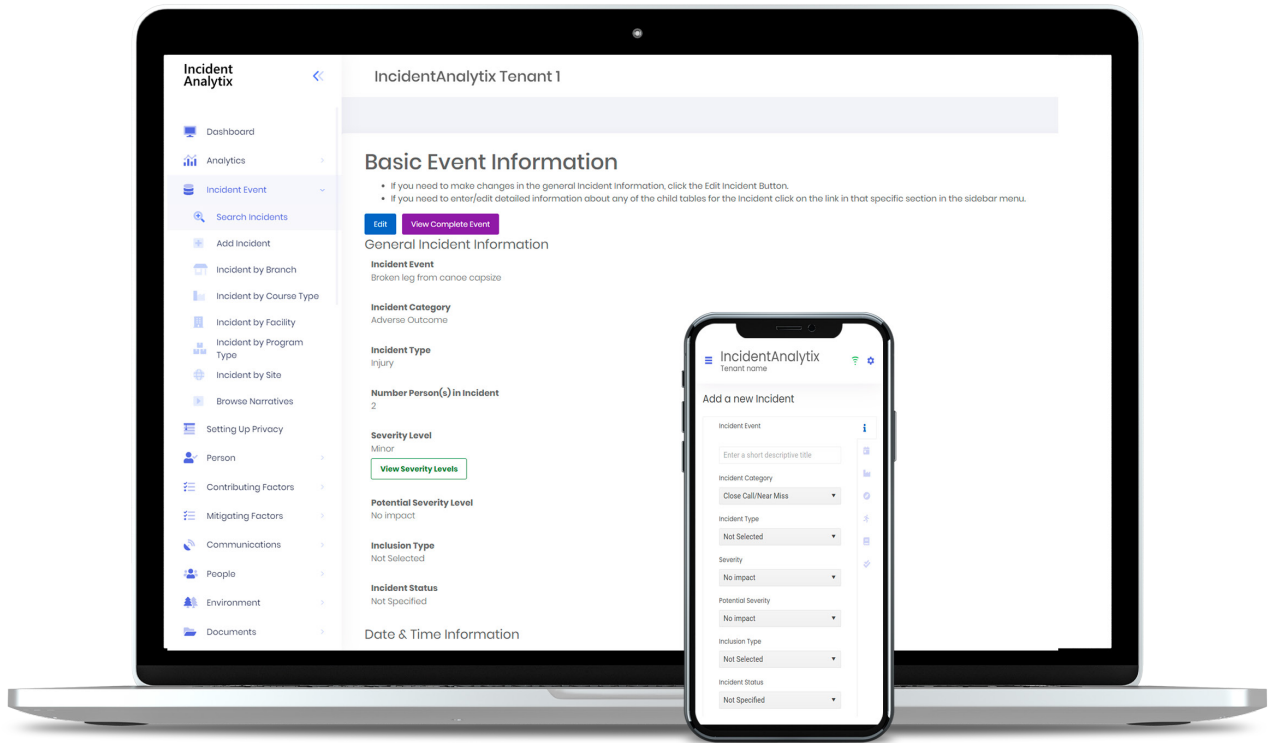 Incident
Analytix
IncidentAnalytix Tenant 1
Dashboard
Analytics
Incident Event
Search Incidents
Add Incident
Incident by Branch
Incident by Course Type
Incident by Facility
Incident by Program
Type
Incident by Site
Browse Narratives
Setting Up Privacy
Person
Contributing Factors
Mitigating Factors
Communications
People
Environment
Documents
Basic Event Information
• If you need to make changes in the general Incident Information, click the Edit Incident Button.
• If you need to enter/edit detailed information about any of the child tables for the Incident click on the link in that specific section in the sidebar menu.
Edit
View Complete Event
General Incident Information
Incident Event
Broken leg from canoe capsize
Incident Category
Adverse Outcome
Incident Type
Injury
Number Person(s) in Incident
2
Severity Level
Minor
View Severity Levels
Potential Severity Level
No impact
Inclusion Type
Not Selected
Incident Status
Not Specified
Date & Time Information
IncidentAnalytix
Tenant name
Add a new Incident
Incident Event
Enter a short descriptive title
Incident Category
Close Call/Near Miss
Incident Type
Not Selected
Severity
No impact
Potential Severity
No impact
Inclusion Type
Not Selected
Incident Status
Not Specified